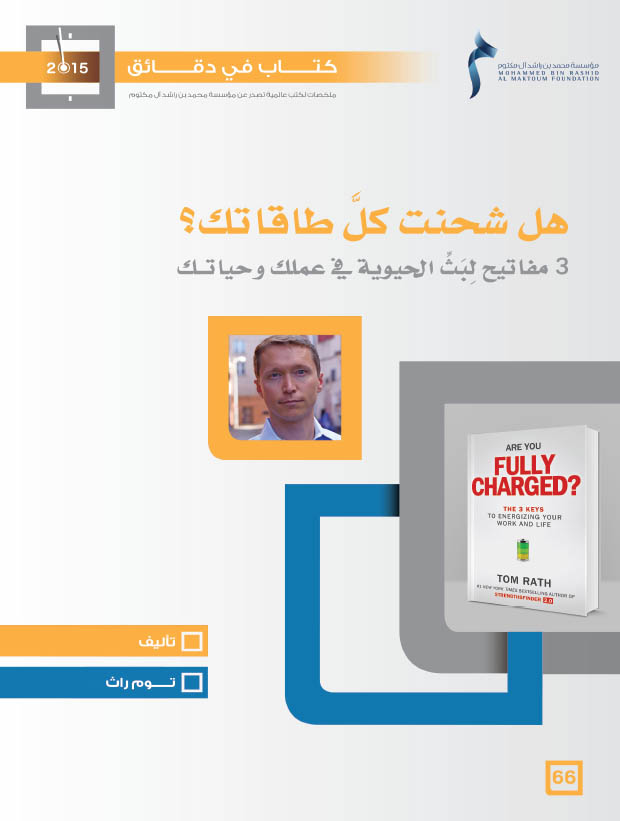 مؤسسة محمد بن راشد آل مكتوم
MOHAMMED BIN RASHID
AL MAKTOUM FOUNDATION
كتـــــاب في دقـــــائق
2015
ملخصات لكتب عالمية تصدر عن مؤسسة محمد بن راشد آل مكتوم
هل شحنت كلَّ طاقاتك؟
3 مفاتيح لِبَثِّ الحيوية في عملك وحياتك
ARE YOU
FULLY
CHARGED?
THE 3 KEYS
TO ENERGIZING YOUR
WORK AND LIFE
TOM RATH
#1 NEW YORK TIMES BESTSELLING AUTHOR OF
STRENGTHSFINDER 2.0
تأليف
تـــوم راث
66